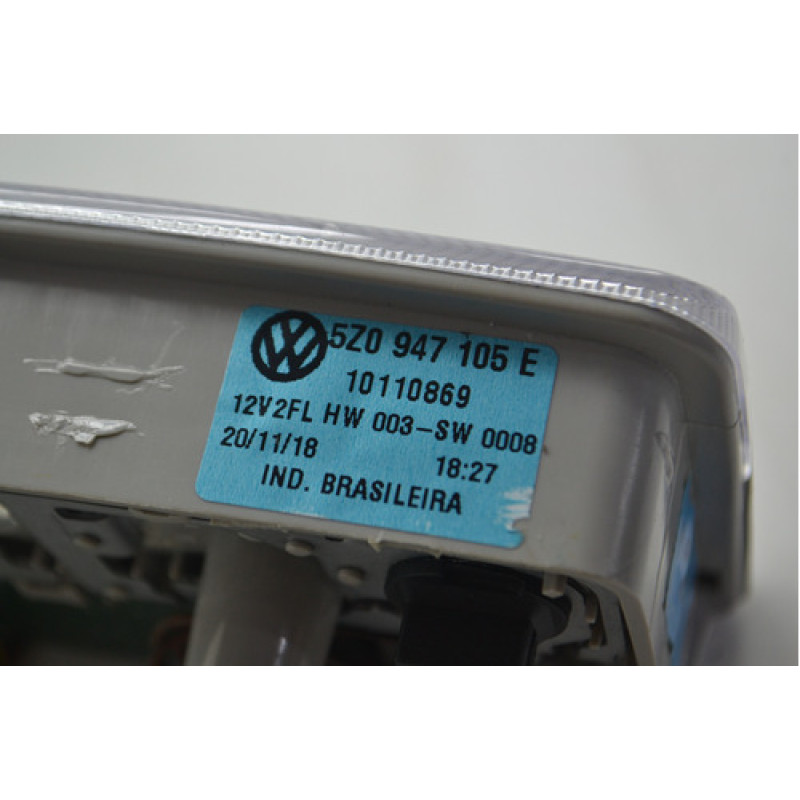 5Z0 947 105 E
10110869
12V2FL HW 003-SW 0008
20/11/18 18:27
IND. BRASILEIRA